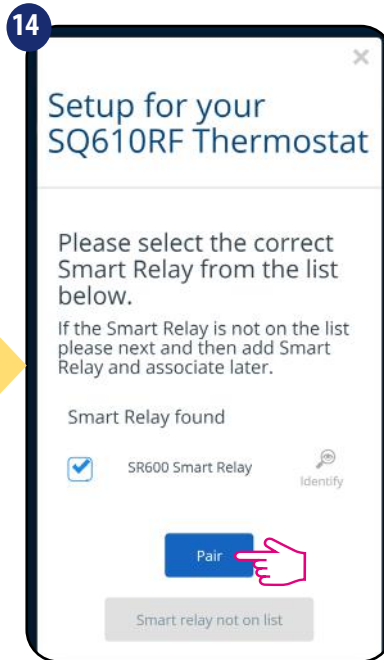 14
Setup for your
SQ610RF Thermostat
Please select the correct
Smart Relay from the list
below.
If the Smart Relay is not on the list
please next and then add Smart
Relay and associate later.
Smart Relay found
SR600 Smart Relay
Identify
Pair
Smart relay not on list